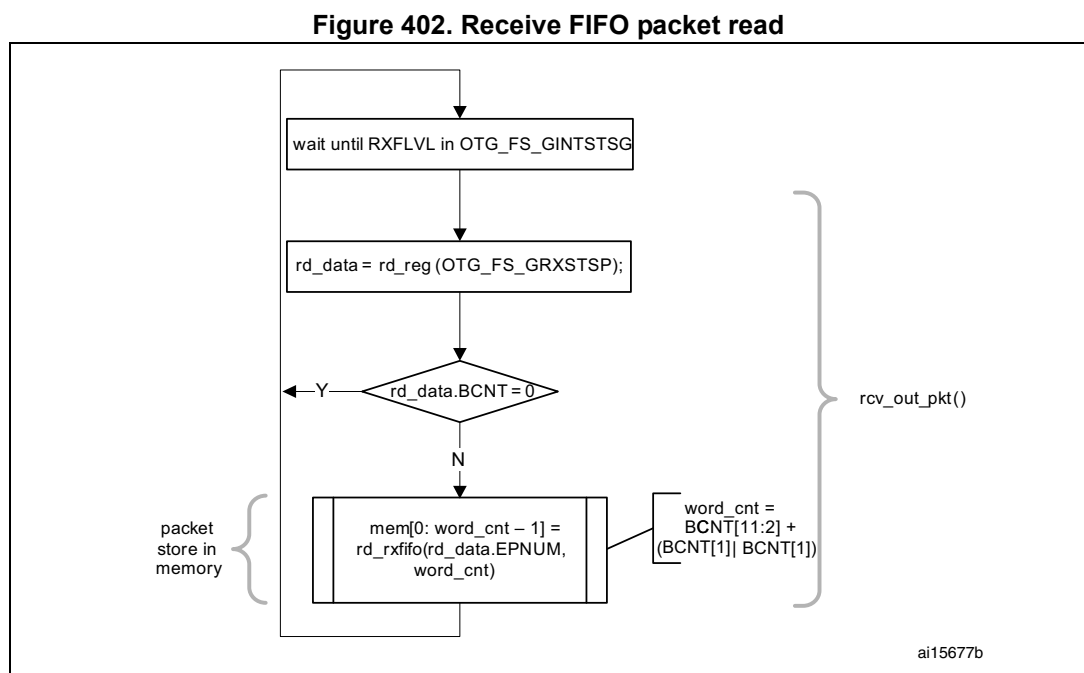 Figure 402. Receive FIFO packet read
wait until RXFLVL in OTG_FS_GINTSTSG
rd_data = rd_reg (OTG_FS_GRXSTSP);
rd_data.BCNT = 0
Y
rcv_out_pkt()
N
packet
store in
memory
mem[0: word_cnt – 1] =
rd_rxfifo(rd_data.EPNUM,
word_cnt)
word_cnt =
BCNT[11:2] +
(BCNT[1] | BCNT[1])
ai15677b